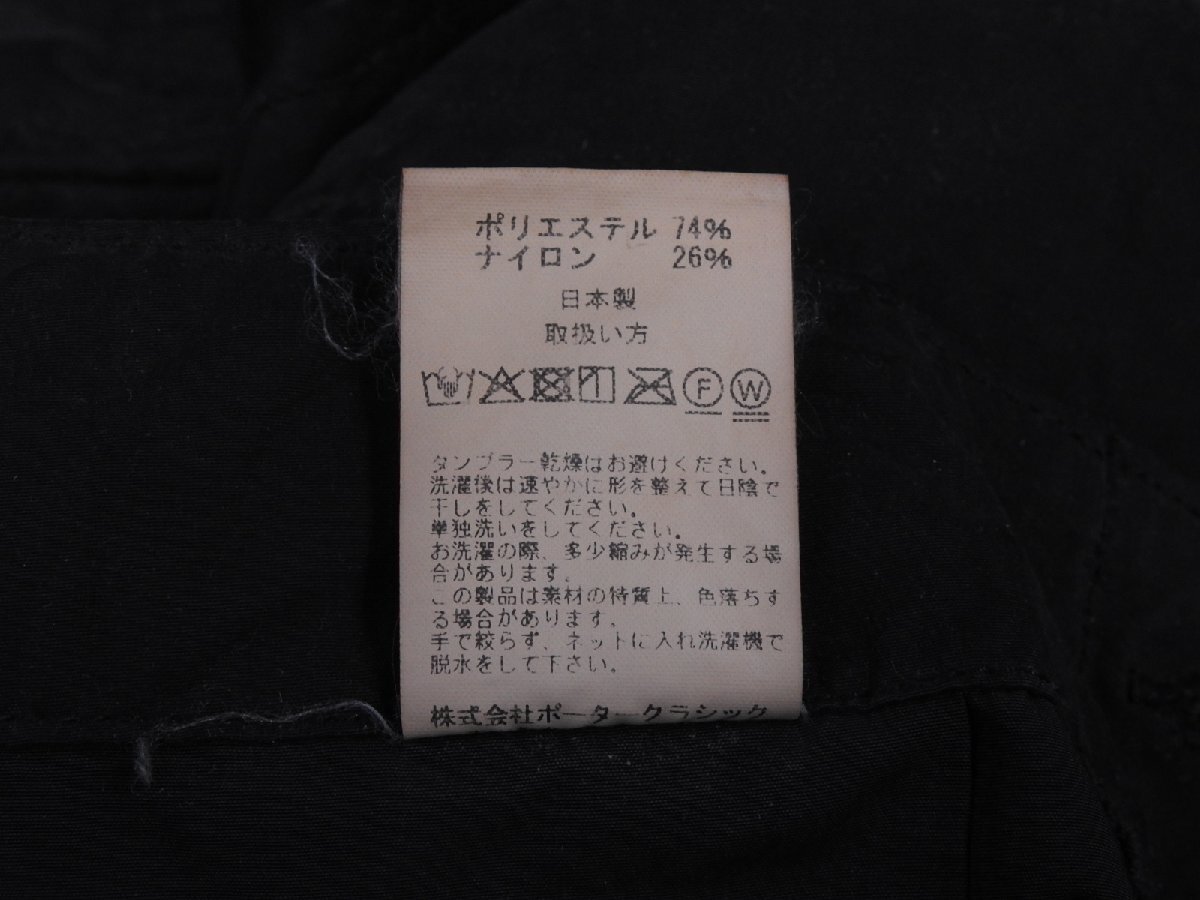 ポリエステル 74%
ナイロン 26%
日本製
取扱い方
F W
タンブラー乾燥はお避けください。
洗濯後は速やかに形を整えて日陰で
干しをしてください。
単独洗いをしてください。
お洗濯の際、多少縮みが発生する場
合があります。
この製品は素材の特質上、色落ちす
る場合があります。
手で絞らず、ネットに入れ洗濯機で
脱水をして下さい。
株式会社ポータークラシック